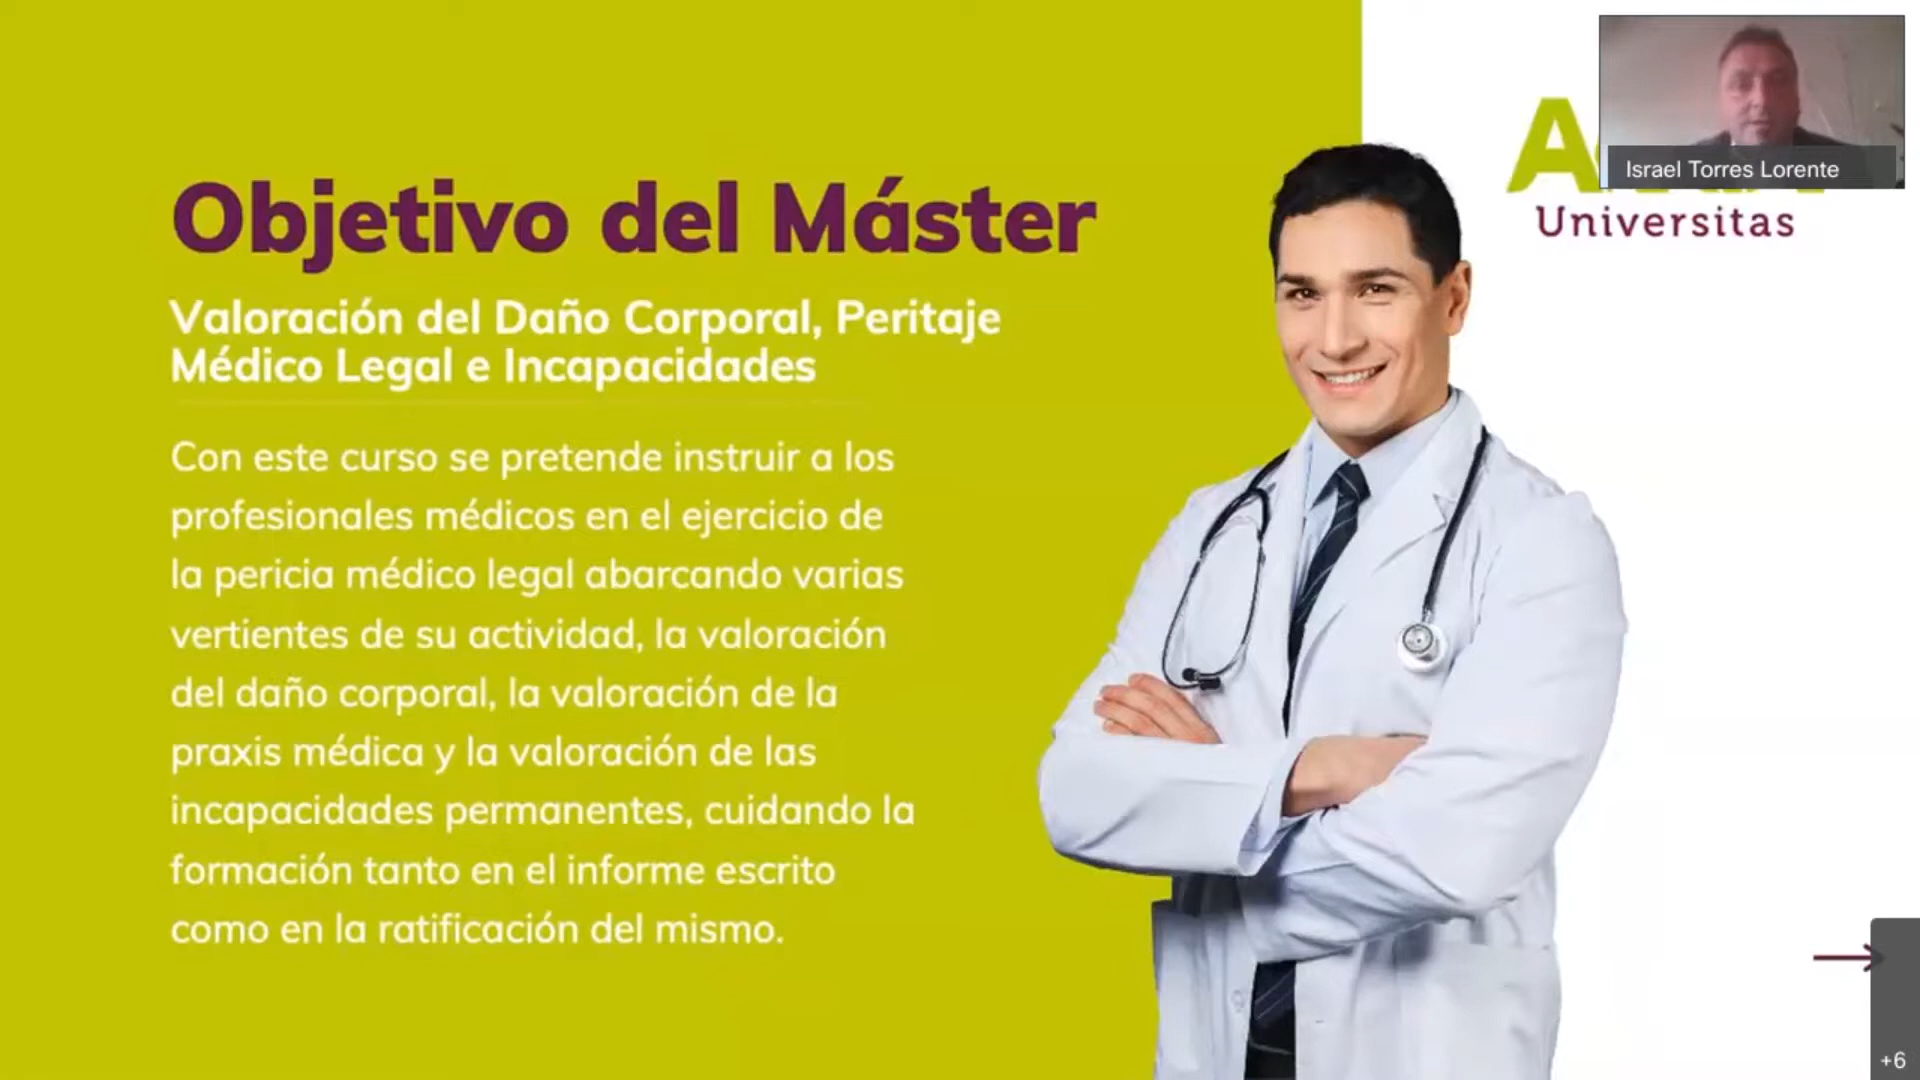 Objetivo del Máster
Valoración del Daño Corporal, Peritaje
Médico Legal e Incapacidades
Con este curso se pretende instruir a los
profesionales médicos en el ejercicio de
la pericia médico legal abarcando varias
vertientes de su actividad, la valoración
del daño corporal, la valoración de la
praxis médica y la valoración de las
incapacidades permanentes, cuidando la
formación tanto en el informe escrito
como en la ratificación del mismo.
Israel Torres Lorente
Universitas
+6